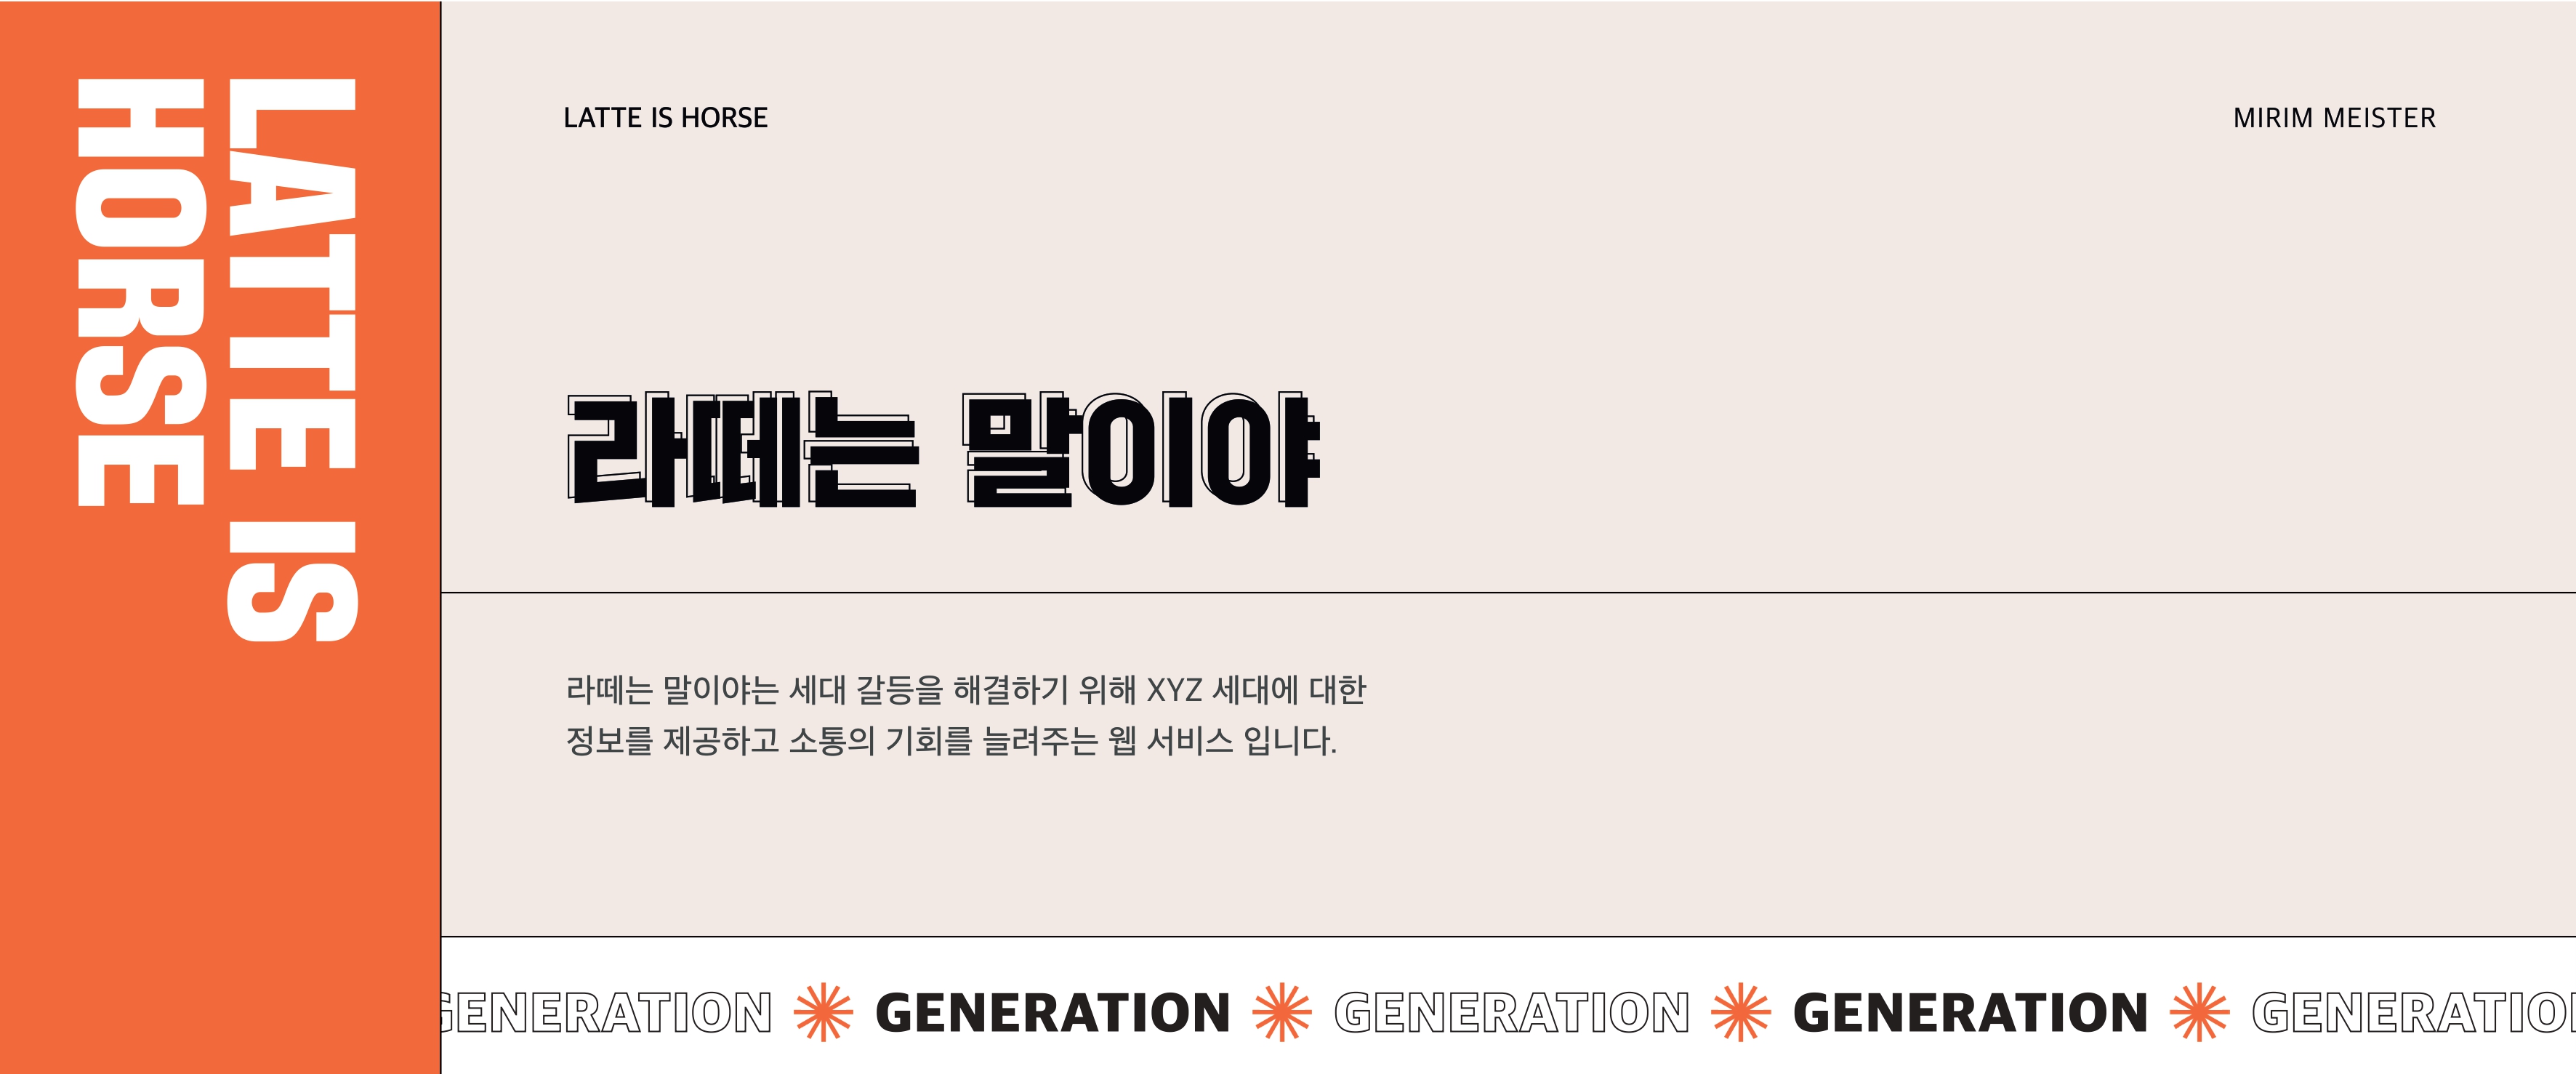 LATTE IS
HORSE
LATTE IS HORSE
MIRIM MEISTER
라떼는 말이야
라떼는 말이야는 세대 갈등을 해결하기 위해 XYZ 세대에 대한
정보를 제공하고 소통의 기회를 늘려주는 웹 서비스 입니다.
GENERATION GENERATION GENERATION GENERATION GENERATIO